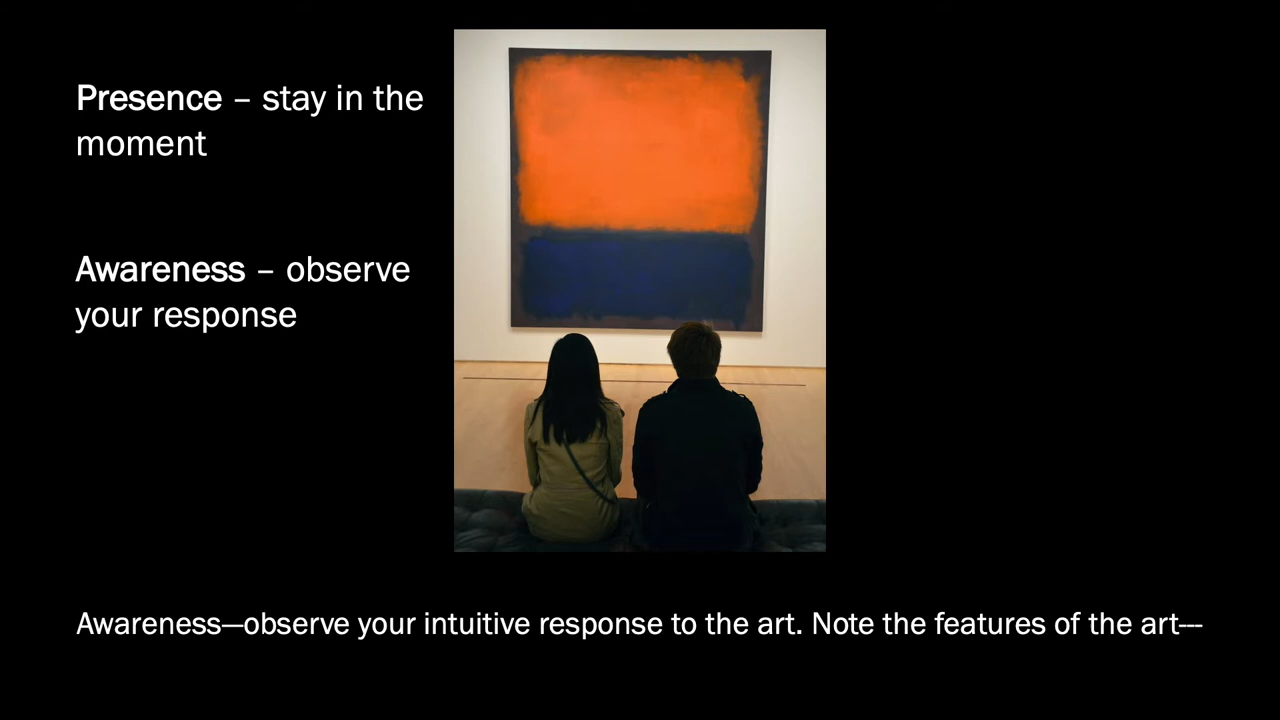 Presence – stay in the
moment
Awareness – observe
your response
Awareness—observe your intuitive response to the art. Note the features of the art---